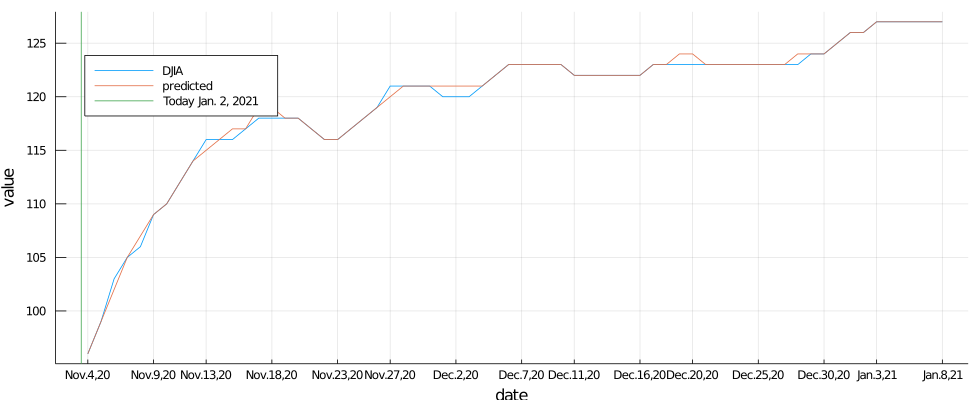 125
120
115
110
105
100
value
DJIA
predicted
Today Jan. 2, 2021
Nov.4,20 Nov.9,20 Nov.13,20 Nov.18,20 Nov.23,20 Nov.27,20 Dec.2,20 Dec.7,20 Dec.11,20 Dec.16,20 Dec.20,20 Dec.25,20 Dec.30,20 Jan.3,21 Jan.8,21
date